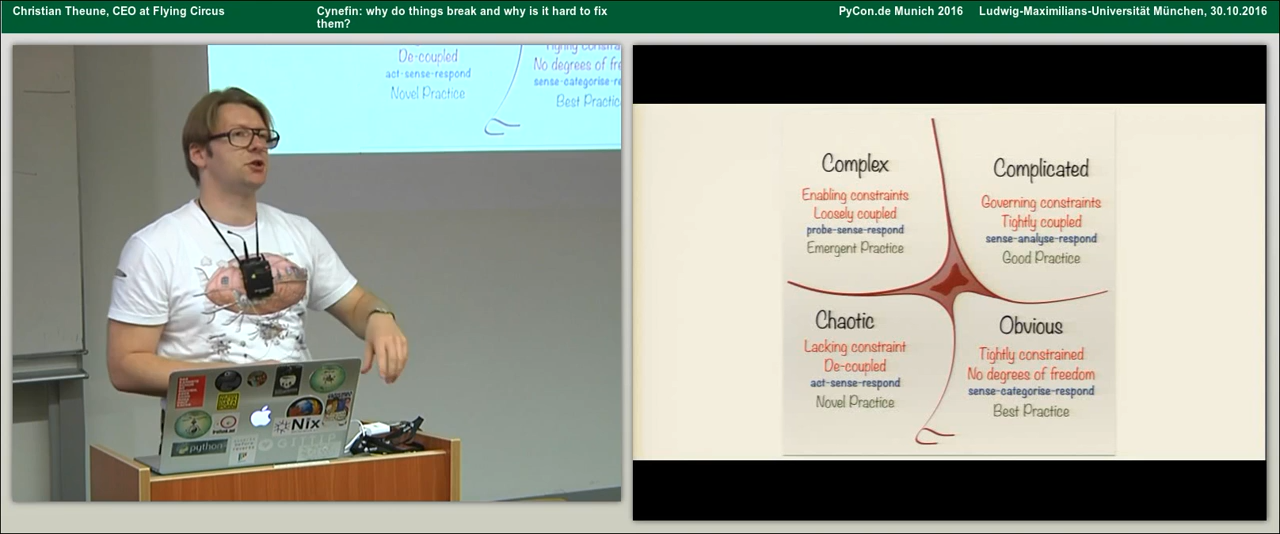 Christian Theune, CEO at Flying Circus
Cynefin: why do things break and why is it hard to fix
them?
PyCon.de Munich 2016
Ludwig-Maximilians-Universität München, 30.10.2016
De-coupled
act-sense-respond
Novel Practice
No degrees of fre
sense-categorise-re
Best Practic
Nix
python
GITTIP
Complex
Enabling constraints
Loosely coupled
probe-sense-respond
Emergent Practice
Complicated
Governing constraints
Tightly coupled
sense-analyse-respond
Good Practice
Chaotic
Lacking constraint
De-coupled
act-sense-respond
Novel Practice
Obvious
Tightly constrained
No degrees of freedom
sense-categorise-respond
Best Practice